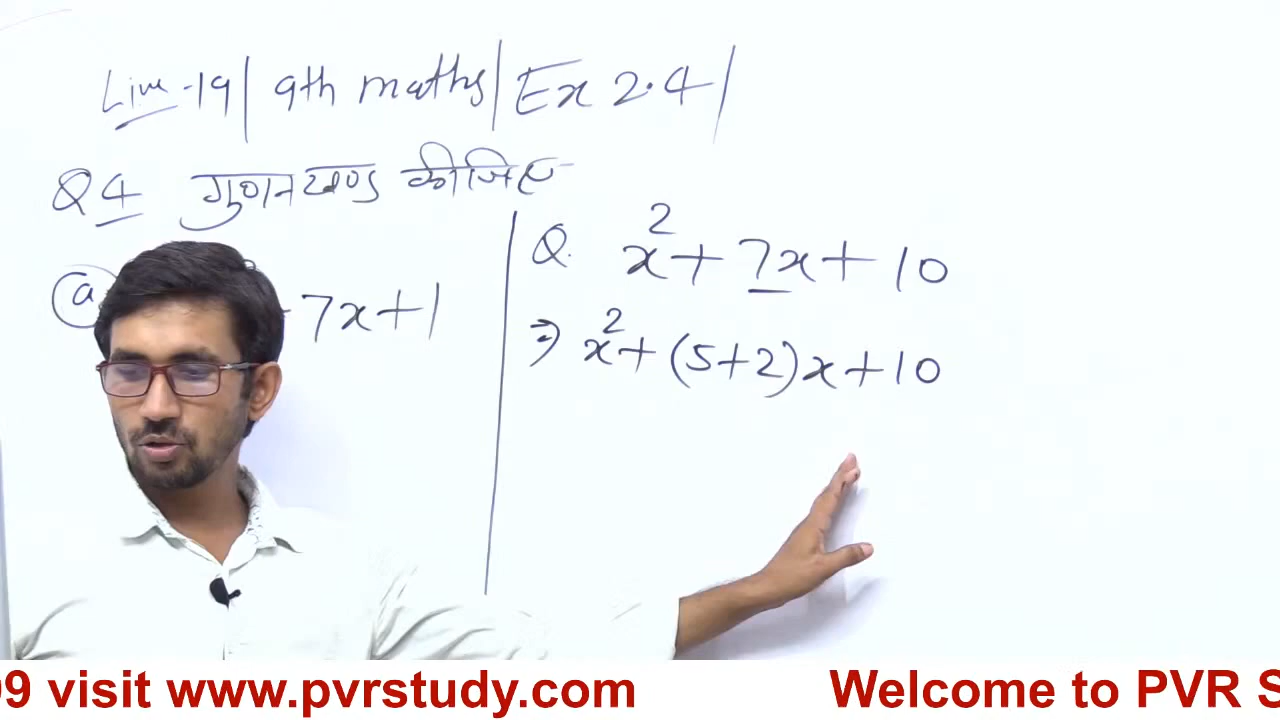 Live-19| 9th maths| Ex 2.4|
Q4 गुणनखण्ड कीजिए
(a) - 7x+1
Q. x² + 7x + 10
⇒ x² + (5+2)x + 10
99 visit www.pvrstudy.com Welcome to PVR S